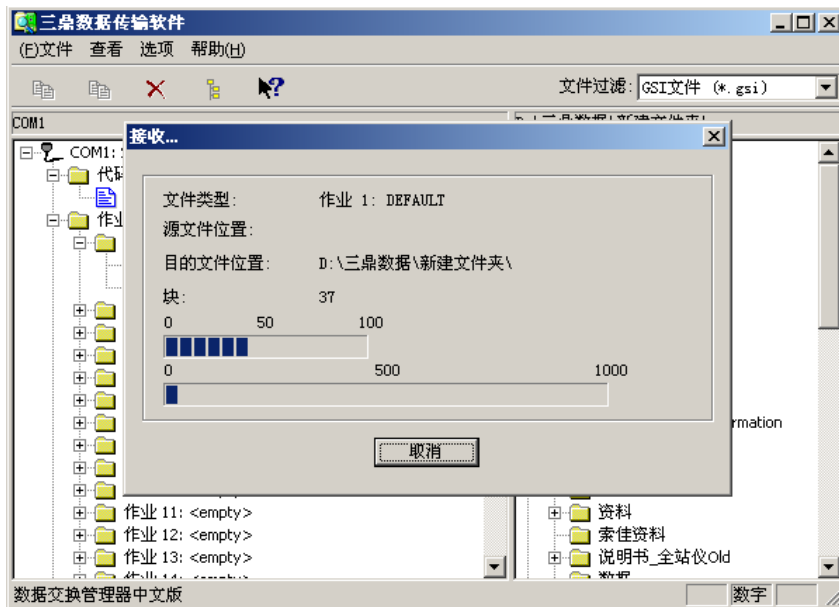 三鼎数据传输软件
(F)文件 查看 选项 帮助(H)
文件过滤: GSI文件 (*.gsi)
COM1
接收...
COM1:
代码
文件类型: 作业 1: DEFAULT
源文件位置:
目的文件位置: D:\三鼎数据\新建文件夹\
块: 37
0 50 100
0 500 1000
取消
rmation
作业 11: <empty>
作业 12: <empty>
作业 13: <empty>
资料
索佳资料
说明书_全站仪Old
数据交换管理器中文版
数字